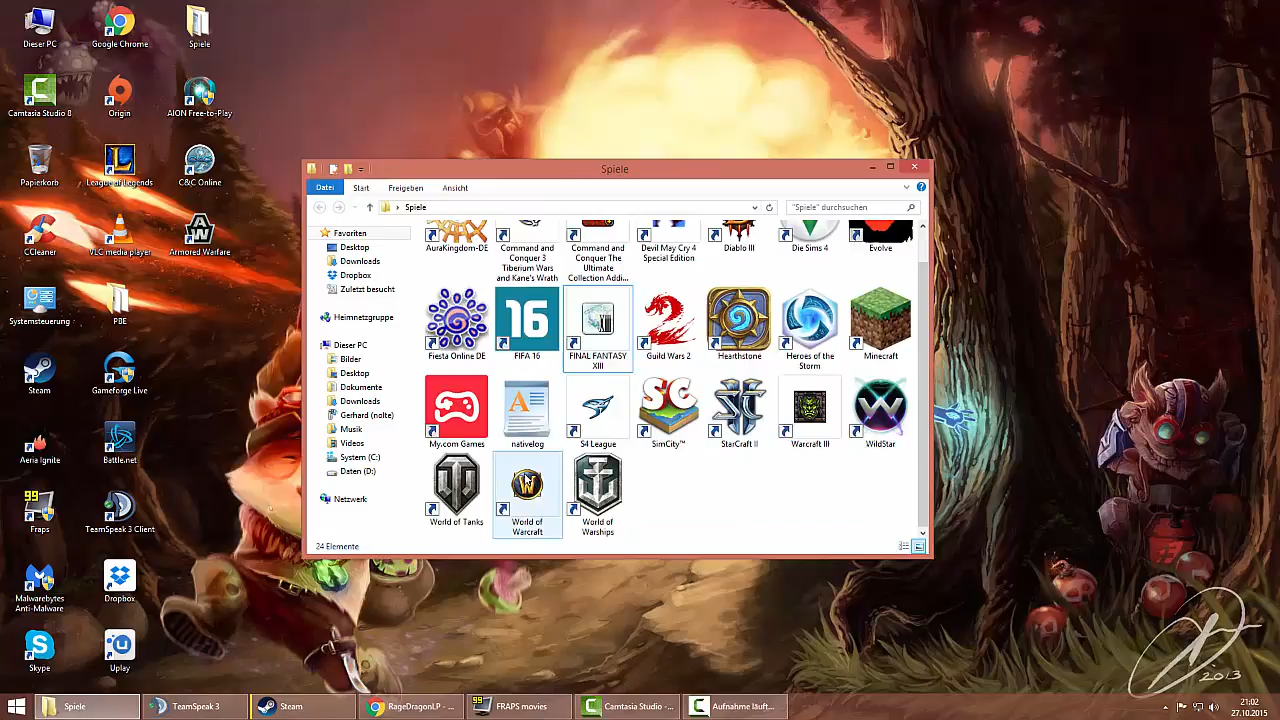 Dieser PC
Google Chrome
Spiele
Camtasia Studio 8
Origin
AION Free-to-Play
Papierkorb
League of Legends
C&C Online
CCleaner
VLC media player
Armored Warfare
Systemsteuerung
PBE
Steam
Gameforge Live
Aeria Ignite
Battle.net
99
Fraps
TeamSpeak 3 Client
Malwarebytes
Anti-Malware
Dropbox
Skype
Uplay
Spiele
Datei
Start
Freigeben
Ansicht
Spiele
"Spiele" durchsuchen
Favoriten
Desktop
Downloads
Dropbox
Zuletzt besucht
Heimnetzgruppe
Dieser PC
Bilder
Desktop
Dokumente
Downloads
Gerhard (nolte)
Musik
Videos
System (C:)
Daten (D:)
Netzwerk
AuraKingdom-DE
Command and
Conquer 3
Tiberium Wars
and Kane's Wrath
Command and
Conquer The
Ultimate
Collection Addi...
Devil May Cry 4
Special Edition
Diablo III
Die Sims 4
Evolve
Fiesta Online DE
16
FIFA 16
XIII
FINAL FANTASY
XIII
Guild Wars 2
Hearthstone
Heroes of the
Storm
Minecraft
My.com Games
A
nativelog
S4 League
SC
SimCity™
StarCraft II
Warcraft III
W
WildStar
World of Tanks
W
World of
Warcraft
World of
Warships
24 Elemente
2013
Spiele
TeamSpeak 3
Steam
RageDragonLP - ...
99
FRAPS movies
Camtasia Studio -...
Aufnahme läuft...
21:02
27.10.2015